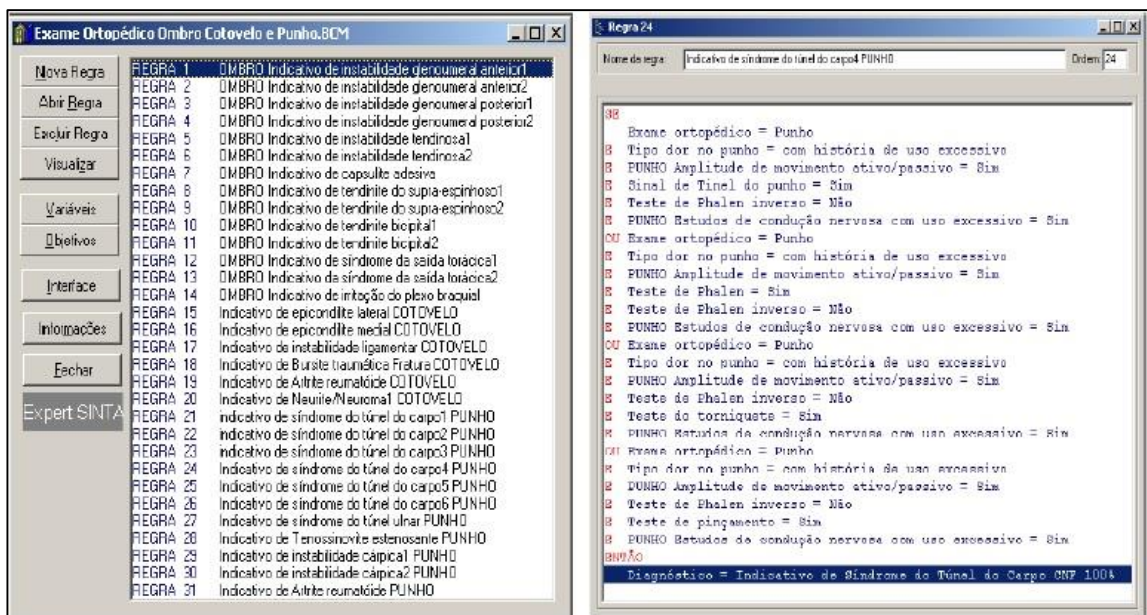 Exame Ortopédico Ombro Cotovelo e Punho.BCM
Nova Regra
Abrir Regra
Excluir Regra
Visualizar
Variáveis
Objetivos
Interface
Informações
Fechar
Expert SINTA
REGRA 1 OMBRO Indicativo de instabilidade glenoumeral anterior1
REGRA 2 OMBRO Indicativo de instabilidade glenoumeral anterior2
REGRA 3 OMBRO Indicativo de instabilidade glenoumeral posterior1
REGRA 4 OMBRO Indicativo de instabilidade glenoumeral posterior2
REGRA 5 OMBRO Indicativo de instabilidade tendinosa1
REGRA 6 OMBRO Indicativo de instabilidade tendinosa2
REGRA 7 OMBRO Indicativo de capsulite adesiva
REGRA 8 OMBRO Indicativo de tendinite do supra-espinhoso1
REGRA 9 OMBRO Indicativo de tendinite do supra-espinhoso2
REGRA 10 OMBRO Indicativo de tendinite bicipital1
REGRA 11 OMBRO Indicativo de tendinite bicipital2
REGRA 12 OMBRO Indicativo de síndrome da saída torácica1
REGRA 13 OMBRO Indicativo de síndrome da saída torácica2
REGRA 14 OMBRO Indicativo de irritação do plexo braquial
REGRA 15 Indicativo de epicondilite lateral COTOVELO
REGRA 16 Indicativo de epicondilite medial COTOVELO
REGRA 17 Indicativo de instabilidade ligamentar COTOVELO
REGRA 18 Indicativo de Bursite traumática Fratura COTOVELO
REGRA 19 Indicativo de Artrite reumatóide COTOVELO
REGRA 20 Indicativo de Neurite/Neuroma1 COTOVELO
REGRA 21 indicativo de síndrome do túnel do carpo1 PUNHO
REGRA 22 indicativo de síndrome do túnel do carpo2 PUNHO
REGRA 23 indicativo de síndrome do túnel do carpo3 PUNHO
REGRA 24 Indicativo de síndrome do túnel do carpo4 PUNHO
REGRA 25 Indicativo de síndrome do túnel do carpo5 PUNHO
REGRA 26 Indicativo de síndrome do túnel do carpo6 PUNHO
REGRA 27 Indicativo de síndrome do túnel ulnar PUNHO
REGRA 28 Indicativo de Tenossinovite estenosante PUNHO
REGRA 29 Indicativo de instabilidade cárpica1 PUNHO
REGRA 30 Indicativo de instabilidade cárpica2 PUNHO
REGRA 31 Indicativo de Artrite reumatóide PUNHO
Regra 24
Nome da regra: Indicativo de síndrome do túnel do carpo4 PUNHO Ordem: 24
SE
Exame ortopédico = Punho
E Tipo dor no punho = com história de uso excessivo
E PUNHO Amplitude de movimento ativo/passivo = Sim
E Sinal de Tinel do punho = Sim
E Teste de Phalen inverso = Não
E PUNHO Estudos de condução nervosa com uso excessivo = Sim
OU Exame ortopédico = Punho
E Tipo dor no punho = com história de uso excessivo
E PUNHO Amplitude de movimento ativo/passivo = Sim
E Teste de Phalen = Sim
E Teste de Phalen inverso = Não
E PUNHO Estudos de condução nervosa com uso excessivo = Sim
OU Exame ortopédico = Punho
E Tipo dor no punho = com história de uso excessivo
E PUNHO Amplitude de movimento ativo/passivo = Sim
E Teste de Phalen inverso = Não
E Teste do torniquete = Sim
E PUNHO Estudos de condução nervosa com uso excessivo = Sim
OU Exame ortopédico = Punho
E Tipo dor no punho = com história de uso excessivo
E PUNHO Amplitude de movimento ativo/passivo = Sim
E Teste de Phalen inverso = Não
E Teste de pinçamento = Sim
E PUNHO Estudos de condução nervosa com uso excessivo = Sim
ENTÃO
Diagnóstico = Indicativo de Síndrome do Túnel do Carpo CNF 100%